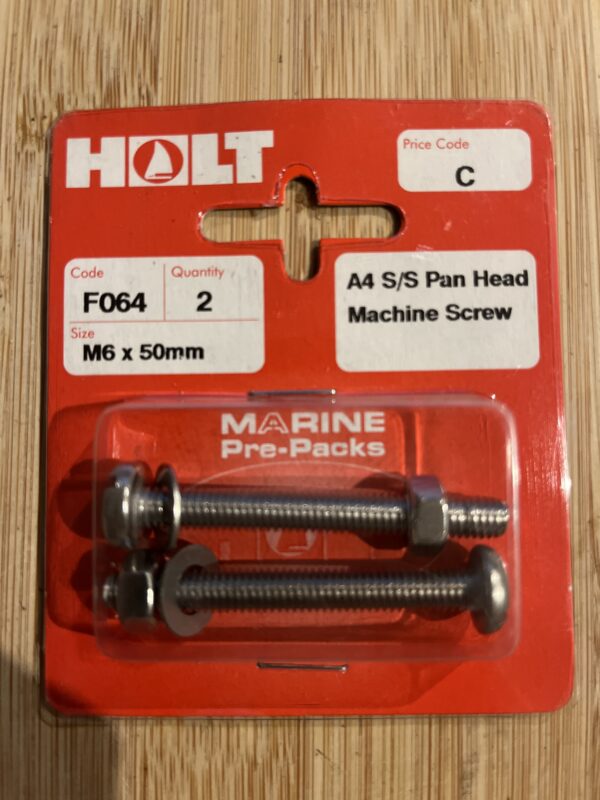 HOLT
Price Code
C
Code
F064
Quantity
2
Size
M6 x 50mm
A4 S/S Pan Head
Machine Screw
MARINE
Pre-Packs